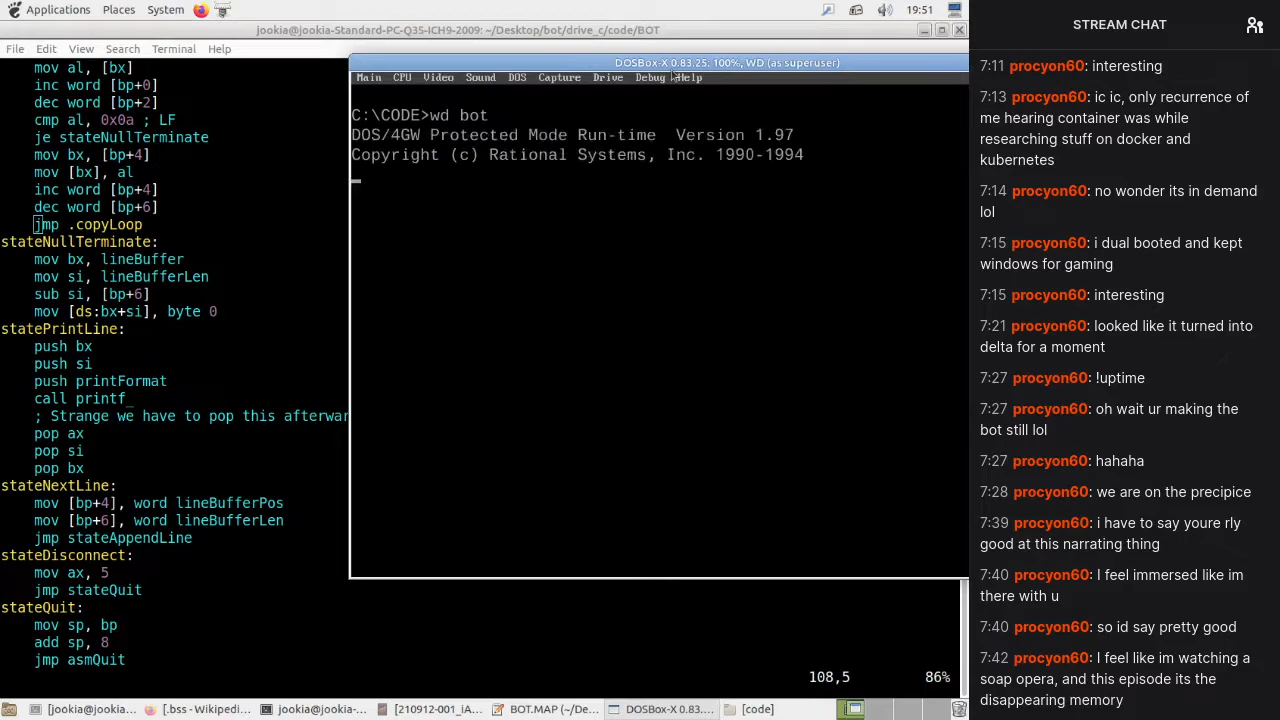 Applications Places System 19:51
jookia@jookia-Standard-PC-Q35-ICH9-2009: ~/Desktop/bot/drive_c/code/BOT
File Edit View Search Terminal Help
mov al, [bx]
inc word [bp+0]
dec word [bp+2]
cmp al, 0x0a ; LF
je stateNullTerminate
mov bx, [bp+4]
mov [bx], al
inc word [bp+4]
dec word [bp+6]
jmp .copyLoop
stateNullTerminate:
mov bx, lineBuffer
mov si, lineBufferLen
sub si, [bp+6]
mov [ds:bx+si], byte 0
statePrintLine:
push bx
push si
push printFormat
call printf_
; Strange we have to pop this afterwar
pop ax
pop si
pop bx
stateNextLine:
mov [bp+4], word lineBufferPos
mov [bp+6], word lineBufferLen
jmp stateAppendLine
stateDisconnect:
mov ax, 5
jmp stateQuit
stateQuit:
mov sp, bp
add sp, 8
jmp asmQuit
108,5 86%
DOSBox-X 0.83.25: 100%, WD (as superuser)
Main CPU Video Sound DOS Capture Drive Debug Help
C:\CODE>wd bot
DOS/4GW Protected Mode Run-time Version 1.97
Copyright (c) Rational Systems, Inc. 1990-1994
[jookia@jookia... [.bss - Wikipedi... jookia@jookia-... [210912-001_iA... BOT.MAP (~/De... DOSBox-X 0.83.... [code]
STREAM CHAT
7:11 procyon60: interesting
7:13 procyon60: ic ic, only recurrence of
me hearing container was while
researching stuff on docker and
kubernetes
7:14 procyon60: no wonder its in demand
lol
7:15 procyon60: i dual booted and kept
windows for gaming
7:15 procyon60: interesting
7:21 procyon60: looked like it turned into
delta for a moment
7:27 procyon60: !uptime
7:27 procyon60: oh wait ur making the
bot still lol
7:27 procyon60: hahaha
7:28 procyon60: we are on the precipice
7:39 procyon60: i have to say youre rly
good at this narrating thing
7:40 procyon60: I feel immersed like im
there with u
7:40 procyon60: so id say pretty good
7:42 procyon60: I feel like im watching a
soap opera, and this episode its the
disappearing memory